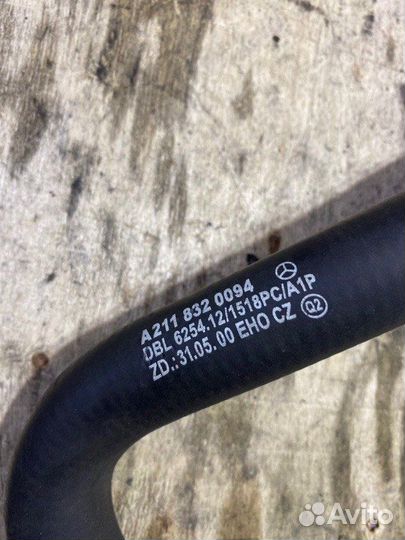 A211 832 0094
DBL 6254.12/1518PC/A1P
ZD.:31.05.00 EHO CZ 02
Avito